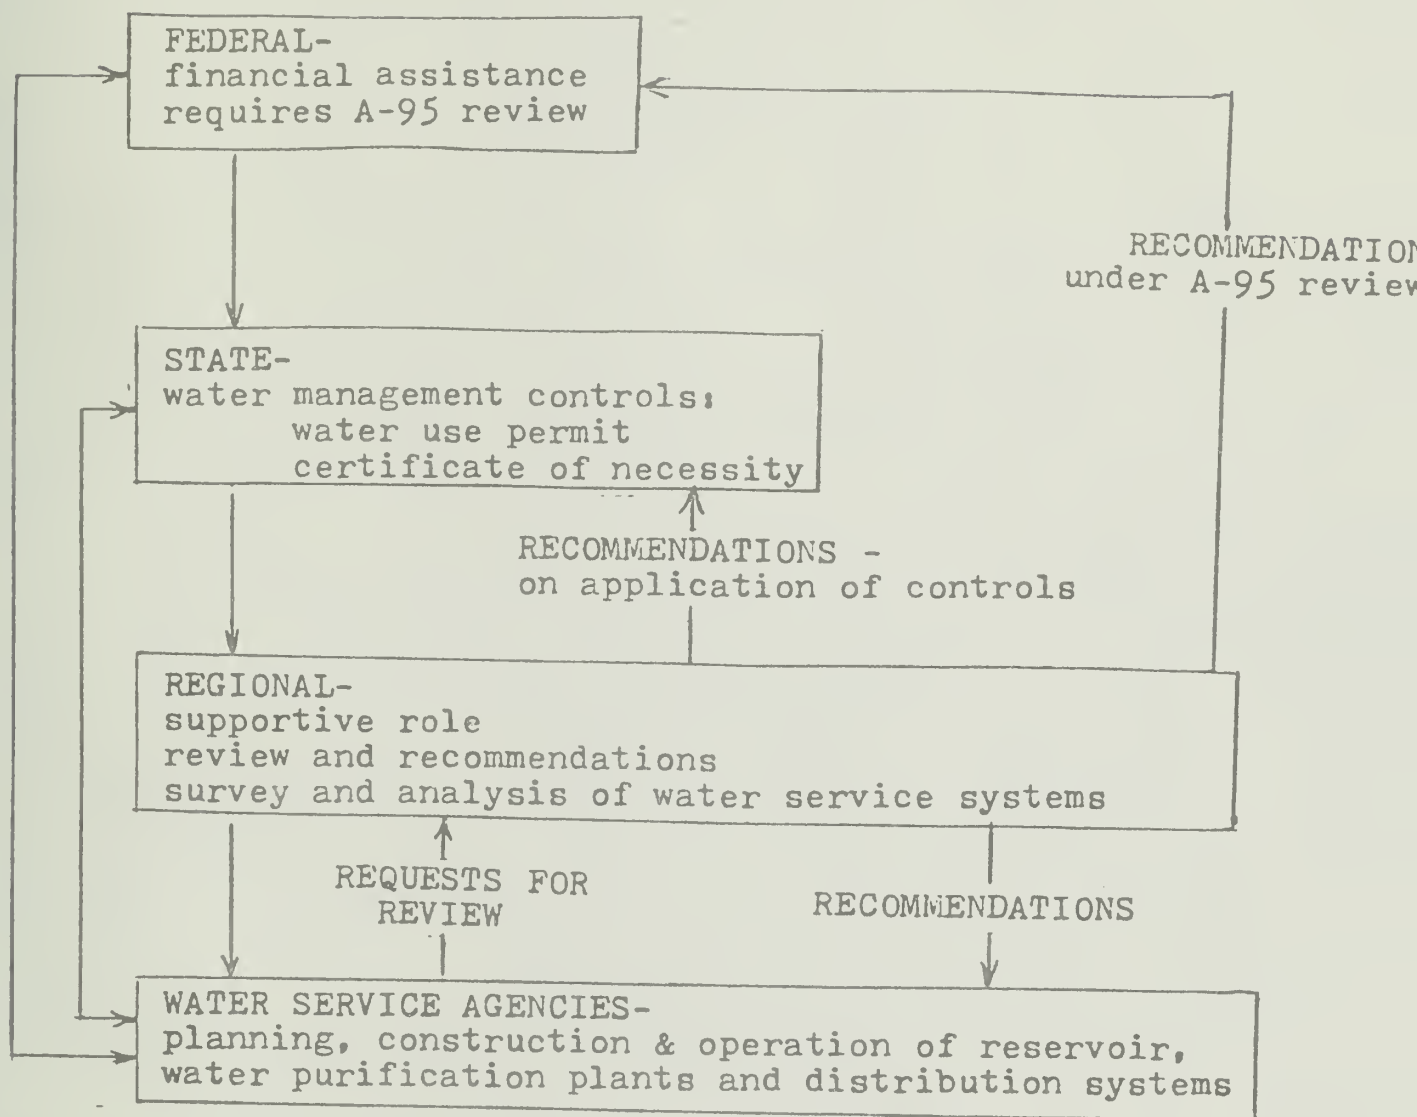 FEDERAL-
financial assistance
requires A-95 review
RECOMMENDATION
under A-95 review
STATE-
water management controls:
water use permit
certificate of necessity
RECOMMENDATIONS -
on application of controls
REGIONAL-
supportive role
review and recommendations
survey and analysis of water service systems
REQUESTS FOR
REVIEW
RECOMMENDATIONS
WATER SERVICE AGENCIES-
planning, construction & operation of reservoir,
water purification plants and distribution systems